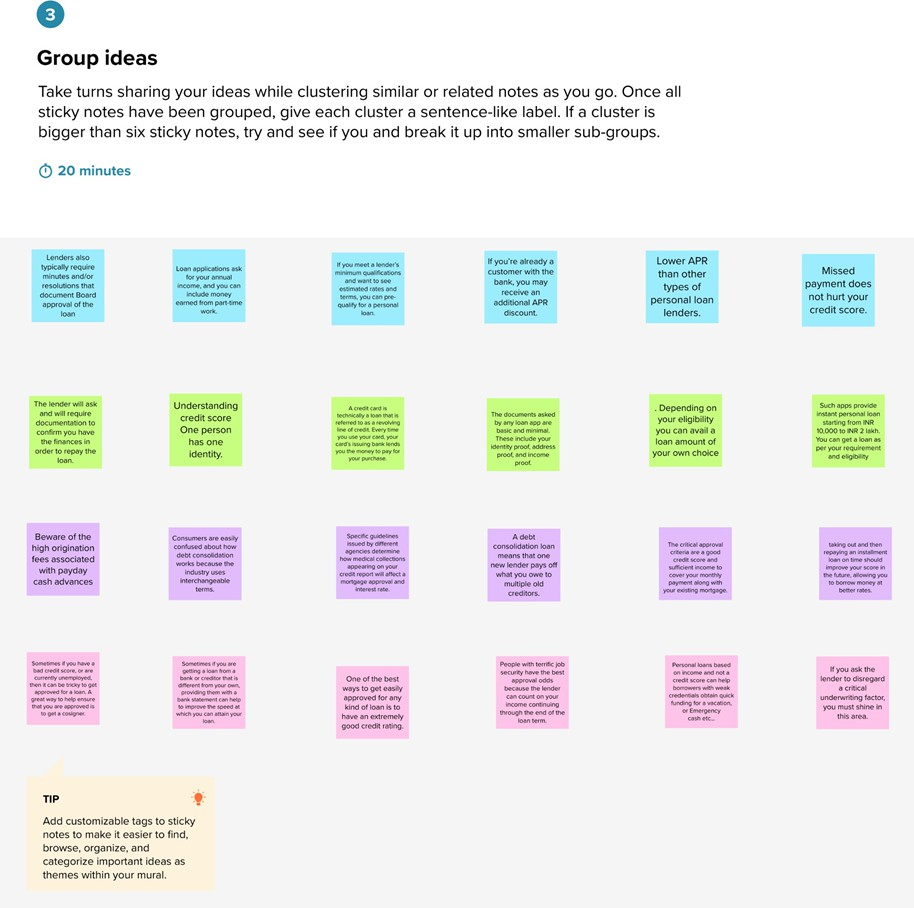 3
Group ideas
Take turns sharing your ideas while clustering similar or related notes as you go. Once all
sticky notes have been grouped, give each cluster a sentence-like label. If a cluster is
bigger than six sticky notes, try and see if you and break it up into smaller sub-groups.
20 minutes
Lenders also
typically require
minutes and/or
resolutions that
document Board
approval of the
loan
Loan applications ask
for your annual
income, and you can
include money
earned from part-time
work.
If you meet a lender's
minimum qualifications
and want to see
estimated rates and
terms, you can pre-
qualify for a personal
loan.
If you're already a
customer with the
bank, you may
receive an
additional APR
discount.
Lower APR
than other
types of
personal loan
lenders.
Missed
payment does
not hurt your
credit score.
The lender will ask
and will require
documentation to
confirm you have
the finances in
order to repay the
loan.
Understanding
credit score
One person
has one
identity.
A credit card is
technically a loan that is
referred to as a revolving
line of credit. Every time
you use your card, your
card's issuing bank lends
you the money to pay for
your purchase.
The documents asked
by any loan app are
basic and minimal.
These include your
identity proof, address
proof, and income
proof.
. Depending on
your eligibility
you can avail a
loan amount of
your own choice
Such apps provide
instant personal loan
starting from INR
10,000 to INR 2 lakh.
You can get a loan as
per your requirement
and eligibility
Beware of the
high origination
fees associated
with payday
cash advances
Consumers are easily
confused about how
debt consolidation
works because the
industry uses
interchangeable
terms.
Specific guidelines
issued by different
agencies determine
how medical collections
appearing on your
credit report will affect a
mortgage approval and
interest rate.
A debt
consolidation loan
means that one
new lender pays off
what you owe to
multiple old
creditors.
The critical approval
criteria are a good
credit score and
sufficient income to
cover your monthly
payment along with
your existing mortgage.
taking out and then
repaying an installment
loan on time should
improve your score in
the future, allowing you
to borrow money at
better rates.
Sometimes if you have a
bad credit score, or are
currently unemployed,
then it can be tricky to get
approved for a loan. A
great way to help ensure
that you are approved is
to get a cosigner.
Sometimes if you are
getting a loan from a
bank or creditor that is
different from your own,
providing them with a
bank statement can help
to improve the speed at
which you can attain your
loan.
One of the best
ways to get easily
approved for any
kind of loan is to
have an extremely
good credit rating.
People with terrific job
security have the best
approval odds
because the lender
can count on your
income continuing
through the end of the
loan term.
Personal loans based
on income and not a
credit score can help
borrowers with weak
credentials obtain quick
funding for a vacation,
or Emergency
cash etc...
If you ask the
lender to disregard
a critical
underwriting factor,
you must shine in
this area.
TIP
Add customizable tags to sticky
notes to make it easier to find,
browse, organize, and
categorize important ideas as
themes within your mural.